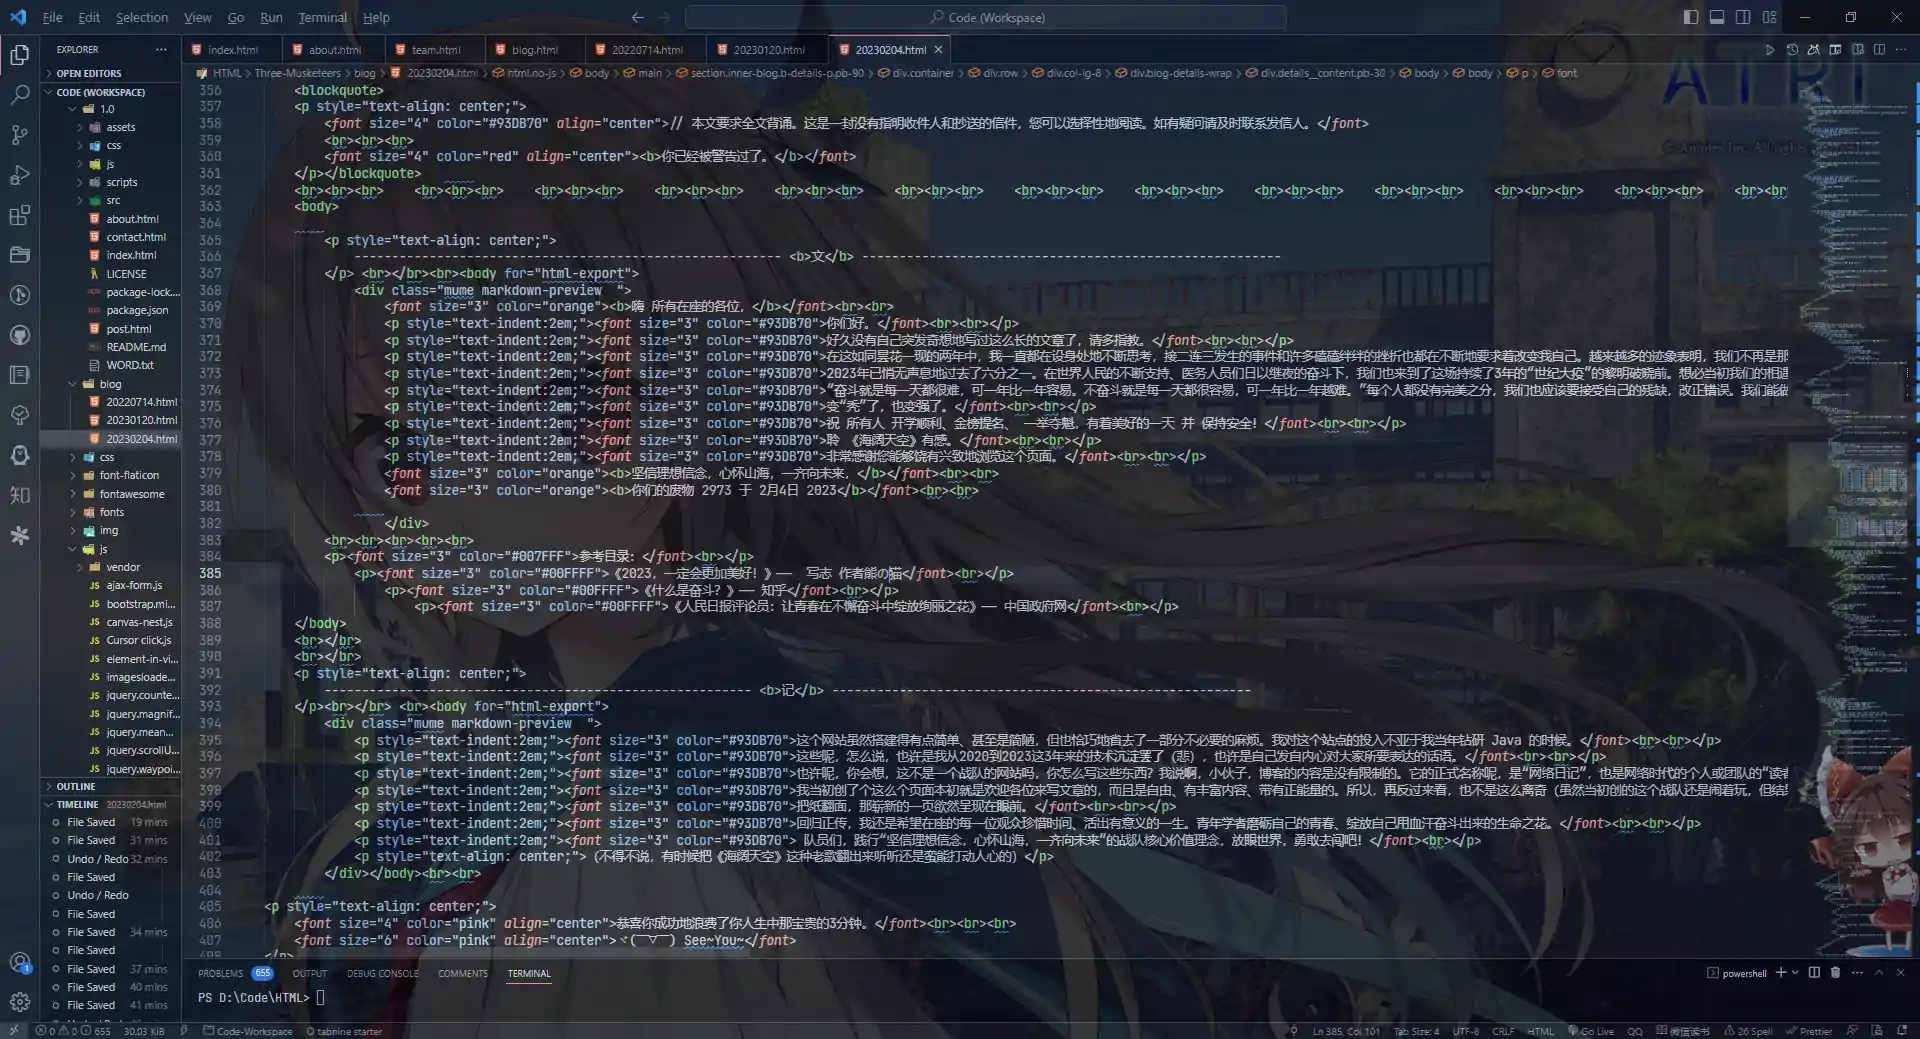 File Edit Selection View Go Run Terminal Help
Code (Workspace)
EXPLORER
index.html about.html team.html blog.html 20220714.html 20230120.html 20230204.html
HTML > Three-Musketeers > blog > 20230204.html > html.no-js > body > main > section.inner-blog.b-details-p.pb-90 > div.container > div.row > div.col-lg-8 > div.blog-details-wrap > div.details__content.pb-30 > body > body > p > font
OPEN EDITORS
CODE (WORKSPACE)
1.0
assets
css
js
scripts
src
about.html
contact.html
index.html
LICENSE
package-lock....
package.json
post.html
README.md
WORD.txt
blog
20220714.html
20230120.html
20230204.html
css
font-flaticon
fontawesome
fonts
img
js
vendor
ajax-form.js
bootstrap.mi...
canvas-nest.js
Cursor click.js
element-in-vi...
imagesloade...
jquery.counte...
jquery.magnif...
jquery.mean...
jquery.scrollU...
jquery.waypoi...
OUTLINE
TIMELINE 20230204.html
File Saved 19 mins
File Saved 31 mins
Undo / Redo 32 mins
File Saved
Undo / Redo
File Saved
File Saved 34 mins
File Saved
File Saved 37 mins
File Saved 40 mins
File Saved 41 mins
356 <blockquote>
357 <p style="text-align: center;">
358 <font size="4" color="#93DB70" align="center">// 本文要求全文背诵。这是一封没有指明收件人和抄送的信件，您可以选择性地阅读。如有疑问请及时联系发信人。</font>
359 <br><br><br>
360 <font size="4" color="red" align="center"><b>你已经被警告过了。</b></font>
361 </p></blockquote>
362 <br><br><br> <br><br><br> <br><br><br> <br><br><br> <br><br><br> <br><br><br> <br><br><br> <br><br><br> <br><br><br> <br><br><br> <br><br><br> <br><br><br> <br><br
363 <body>
364
365 <p style="text-align: center;">
366 --------------------------------------------------------- <b>文</b> --------------------------------------------------------
367 </p> <br></br><br><body for="html-export">
368 <div class="mume markdown-preview  ">
369 <font size="3" color="orange"><b>嗨 所有在座的各位，</b></font><br><br>
370 <p style="text-indent:2em;"><font size="3" color="#93DB70">你们好。</font><br><br></p>
371 <p style="text-indent:2em;"><font size="3" color="#93DB70">好久没有自己突发奇想地写过这么长的文章了，请多指教。</font><br><br></p>
372 <p style="text-indent:2em;"><font size="3" color="#93DB70">在这如同昙花一现的两年中，我一直都在设身处地不断思考，接二连三发生的事件和许多磕磕绊绊的挫折也都在不断地要求着改变我自己。越来越多的迹象表明，我们不再是那
373 <p style="text-indent:2em;"><font size="3" color="#93DB70">2023年已悄无声息地过去了六分之一。在世界人民的不断支持、医务人员们日以继夜的奋斗下，我们也来到了这场持续了3年的“世纪大疫”的黎明破晓前。想必当初我们的相遇
374 <p style="text-indent:2em;"><font size="3" color="#93DB70">“奋斗就是每一天都很难，可一年比一年容易。不奋斗就是每一天都很容易，可一年比一年越难。”每个人都没有完美之分，我们也应该要接受自己的残缺，改正错误。我们能做
375 <p style="text-indent:2em;"><font size="3" color="#93DB70">变“秃”了，也变强了。</font><br><br></p>
376 <p style="text-indent:2em;"><font size="3" color="#93DB70">祝 所有人 开学顺利、金榜提名、 一举夺魁，有着美好的一天 并 保持安全！</font><br><br></p>
377 <p style="text-indent:2em;"><font size="3" color="#93DB70">聆 《海阔天空》有感。</font><br><br></p>
378 <p style="text-indent:2em;"><font size="3" color="#93DB70">非常感谢您能够饶有兴致地浏览这个页面。</font><br><br></p>
379 <font size="3" color="orange"><b>坚信理想信念，心怀山海，一齐向未来，</b></font><br><br>
380 <font size="3" color="orange"><b>你们的废物 2973 于 2月4日 2023</b></font><br><br>
381
382 </div>
383 <br><br><br><br><br>
384 <p><font size="3" color="#007FFF">参考目录：</font><br></p>
385 <p><font size="3" color="#00FFFF">《2023，一定会更加美好！》——  写志 作者熊の猫</font><br></p>
386 <p><font size="3" color="#00FFFF">《什么是奋斗？》—— 知乎</font><br></p>
387 <p><font size="3" color="#00FFFF">《人民日报评论员：让青春在不懈奋斗中绽放绚丽之花》—— 中国政府网</font><br></p>
388 </body>
389 <br></br>
390 <br></br>
391 <p style="text-align: center;">
392 --------------------------------------------------------- <b>记</b> --------------------------------------------------------
393 </p><br></br> <br><body for="html-export">
394 <div class="mume markdown-preview  ">
395 <p style="text-indent:2em;"><font size="3" color="#93DB70">这个网站虽然搭建得有点简单、甚至是简陋，但也恰巧地省去了一部分不必要的麻烦。我对这个站点的投入不亚于我当年钻研 Java 的时候。</font><br><br></p>
396 <p style="text-indent:2em;"><font size="3" color="#93DB70">这些呢，怎么说，也许是我从2020到2023这3年来的技术沉淀罢了（悲），也许是自己发自内心对大家所要表达的话语。</font><br><br></p>
397 <p style="text-indent:2em;"><font size="3" color="#93DB70">也许呢，你会想，这不是一个战队的网站吗，你怎么写这些东西？我说啊，小伙子，博客的内容是没有限制的。它的正式名称呢，是“网络日记”，也是网络时代的个人或团队的“读者
398 <p style="text-indent:2em;"><font size="3" color="#93DB70">我当初创了个这么个页面本初就是欢迎各位来写文章的，而且是自由、有丰富内容、带有正能量的。所以，再反过来看，也不是这么离奇（虽然当初创的这个战队还是闹着玩，但结果
399 <p style="text-indent:2em;"><font size="3" color="#93DB70">把纸翻面，那崭新的一页欣然呈现在眼前。</font><br><br></p>
400 <p style="text-indent:2em;"><font size="3" color="#93DB70">回归正传，我还是希望在座的每一位观众珍惜时间、活出有意义的一生。青年学者磨砺自己的青春、绽放自己用血汗奋斗出来的生命之花。</font><br><br></p>
401 <p style="text-indent:2em;"><font size="3" color="#93DB70"> 队员们，践行“坚信理想信念，心怀山海，一齐向未来”的战队核心价值理念，放眼世界，勇敢去闯吧！</font><br></p>
402 <p style="text-align: center;">（不得不说，有时候把《海阔天空》这种老歌翻出来听听还是蛮能打动人心的）</p>
403 </div></body><br><br>
404
405 <p style="text-align: center;">
406 <font size="4" color="pink" align="center">恭喜你成功地浪费了你人生中那宝贵的3分钟。</font><br><br><br>
407 <font size="6" color="pink" align="center">ヾ(￣▽￣) See~You~</font>
408 </p>
ATRI
PROBLEMS 655 OUTPUT DEBUG CONSOLE COMMENTS TERMINAL
powershell
PS D:\Code\HTML>
0 0 655 30.03 KiB Code-Workspace tabnine starter
Ln 385, Col 101 Tab Size: 4 UTF-8 CRLF HTML Go Live QQ 微信读书 26 Spell Prettier